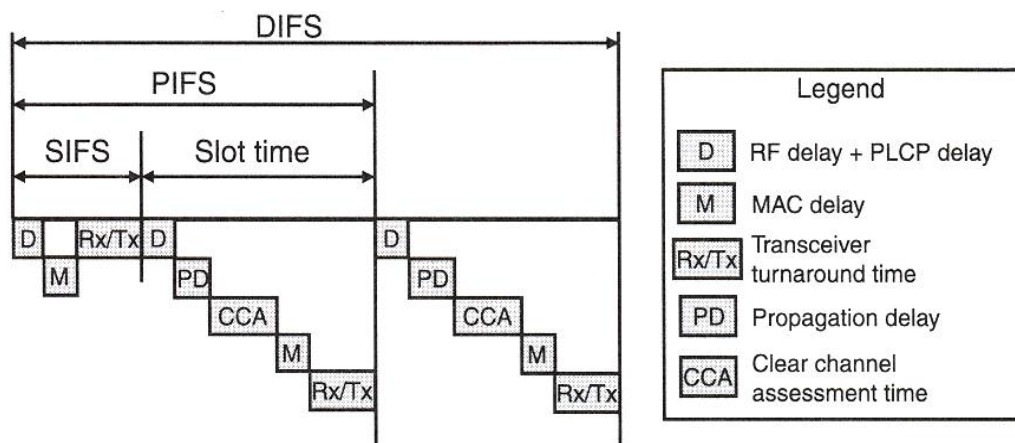 DIFS
PIFS
SIFS
Slot time
D
Rx/Tx
D
D
M
PD
PD
CCA
CCA
M
M
Rx/Tx
Rx/Tx
Legend
D RF delay + PLCP delay
M MAC delay
Rx/Tx Transceiver
turnaround time
PD Propagation delay
CCA Clear channel
assessment time